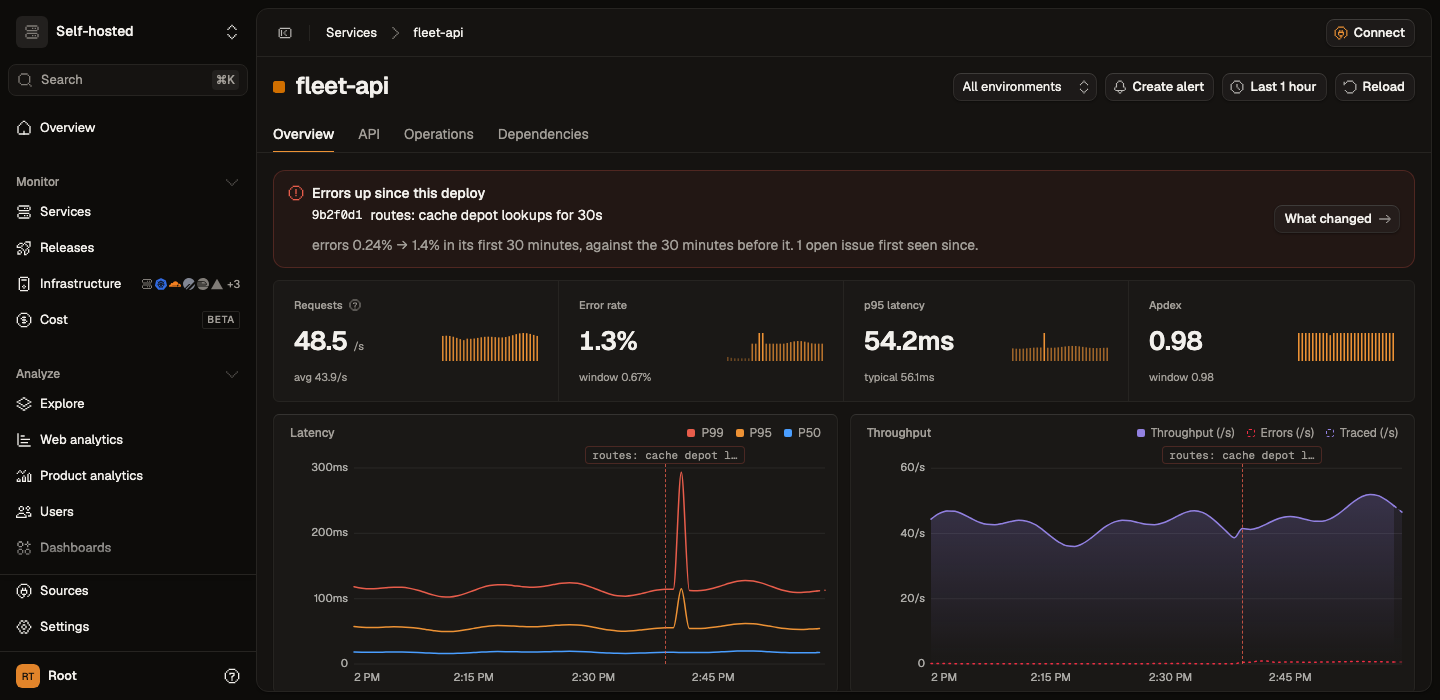 Self-hosted
Search ⌘K
Overview
Monitor
Services
Releases
Infrastructure +3
Cost BETA
Analyze
Explore
Web analytics
Product analytics
Users
Dashboards
Sources
Settings
RT Root
Services fleet-api
Connect
fleet-api
All environments
Create alert
Last 1 hour
Reload
Overview API Operations Dependencies
Errors up since this deploy
9b2f0d1 routes: cache depot lookups for 30s
errors 0.24% → 1.4% in its first 30 minutes, against the 30 minutes before it. 1 open issue first seen since.
What changed →
Requests
48.5 /s
avg 43.9/s
Error rate
1.3%
window 0.67%
p95 latency
54.2ms
typical 56.1ms
Apdex
0.98
window 0.98
Latency
P99 P95 P50
routes: cache depot l…
300ms
200ms
100ms
0
2 PM 2:15 PM 2:30 PM 2:45 PM
Throughput
Throughput (/s) Errors (/s) Traced (/s)
routes: cache depot l…
60/s
40/s
20/s
0
2 PM 2:15 PM 2:30 PM 2:45 PM